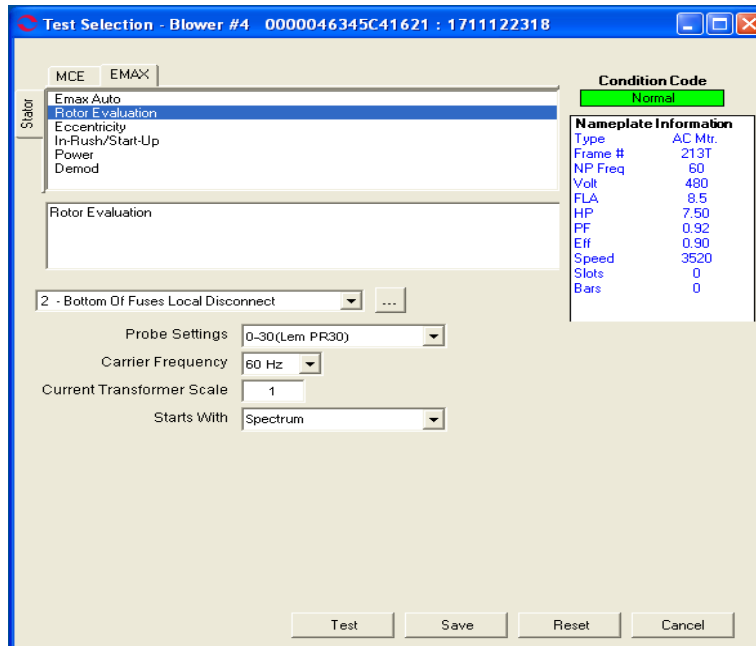 Test Selection - Blower #4 0000046345C41621 : 1711122318
MCE EMAX
Stator
Emax Auto
Rotor Evaluation
Eccentricity
In-Rush/Start-Up
Power
Demod
Rotor Evaluation
2 - Bottom Of Fuses Local Disconnect ...
Probe Settings 0-30(Lem PR30)
Carrier Frequency 60 Hz
Current Transformer Scale 1
Starts With Spectrum
Condition Code
Normal
Nameplate Information
Type AC Mtr.
Frame # 213T
NP Freq 60
Volt 480
FLA 8.5
HP 7.50
PF 0.92
Eff 0.90
Speed 3520
Slots 0
Bars 0
Test Save Reset Cancel